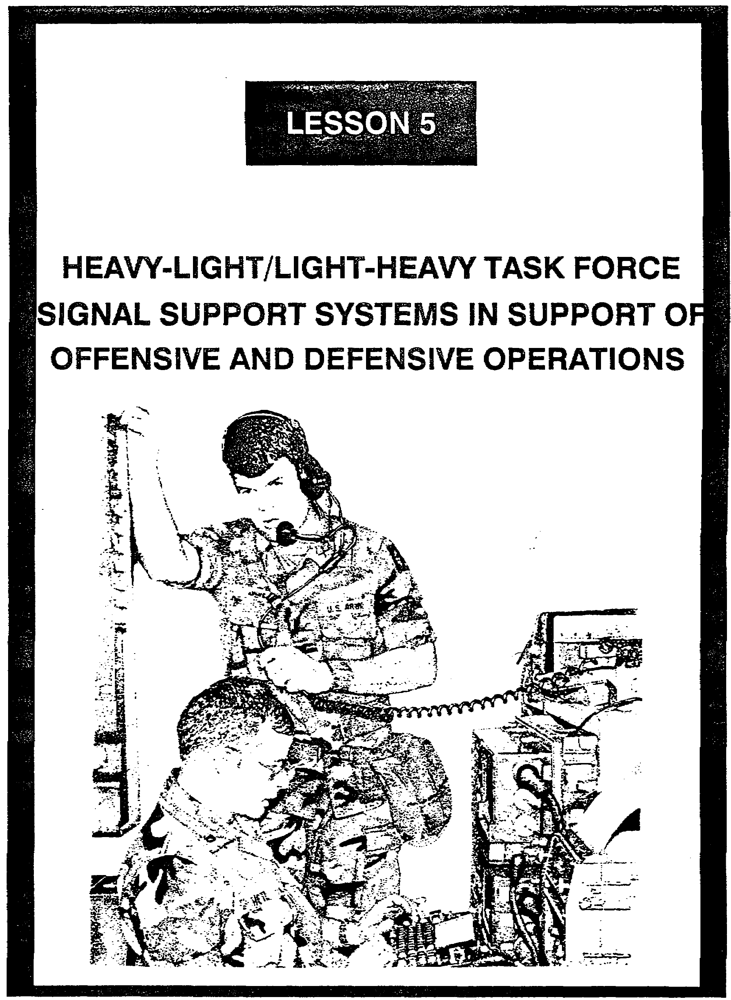 LESSON 5
HEAVY-LIGHT/LIGHT-HEAVY TASK FORCE
SIGNAL SUPPORT SYSTEMS IN SUPPORT OF
OFFENSIVE AND DEFENSIVE OPERATIONS
U.S. ARMY